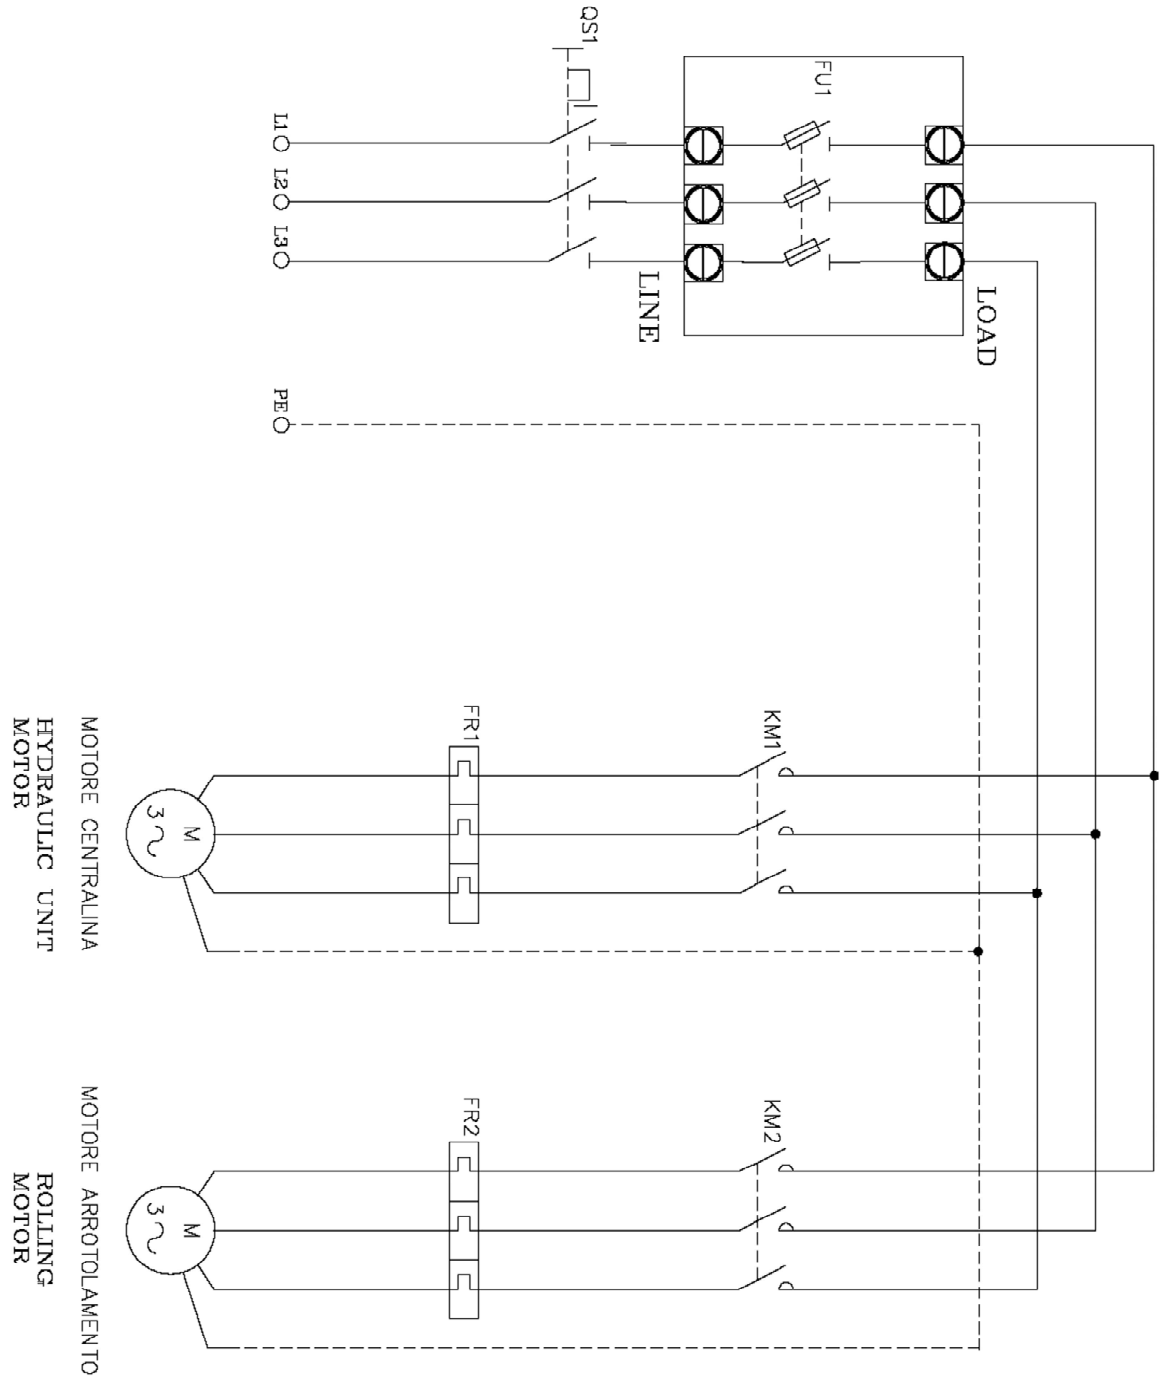 QS1
FU1
L1
L2
L3
LINE
LOAD
PE
KM1
FR1
M
3~
MOTORE CENTRALINA
HYDRAULIC UNIT
MOTOR
KM2
FR2
M
3~
MOTORE ARROTOLAMENTO
ROLLING
MOTOR